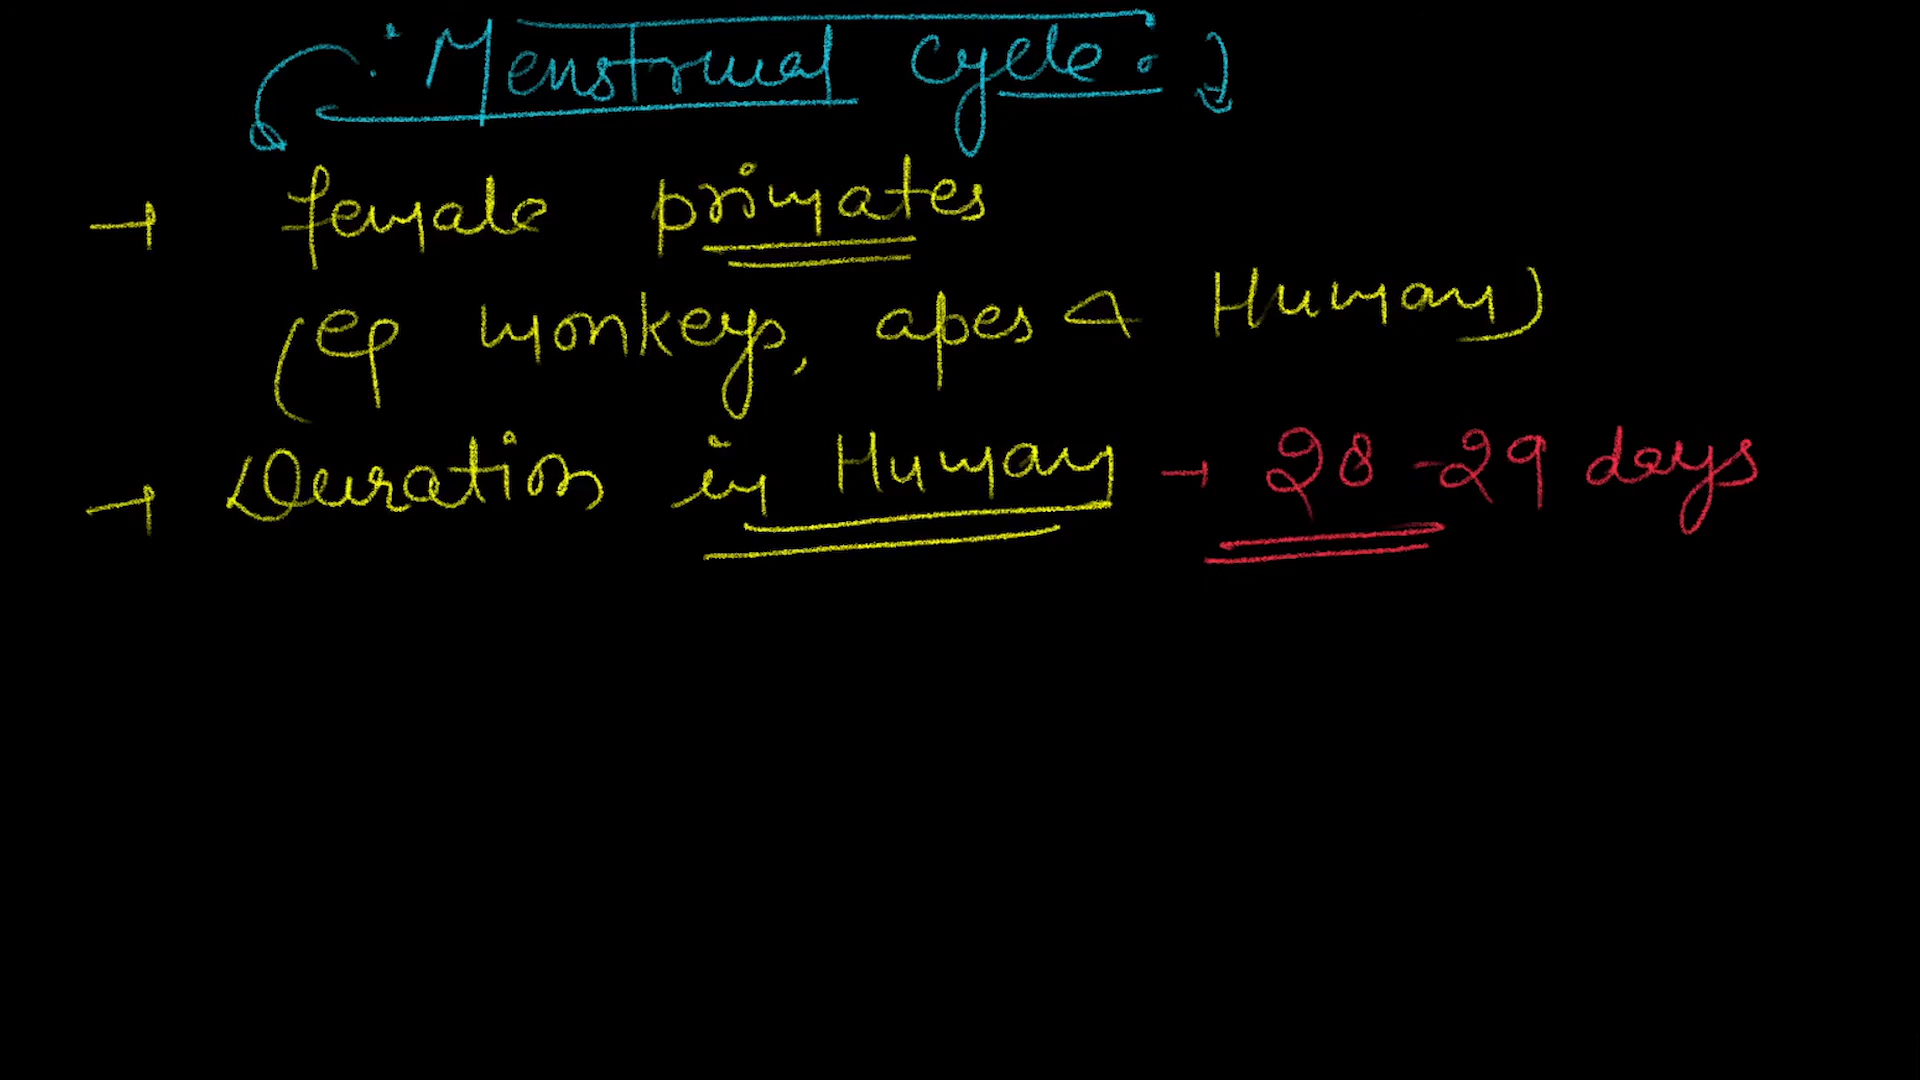 Menstrual cycle :
→ female primates
(eg monkeys, apes & Human)
→ Duration in Human → 28-29 days